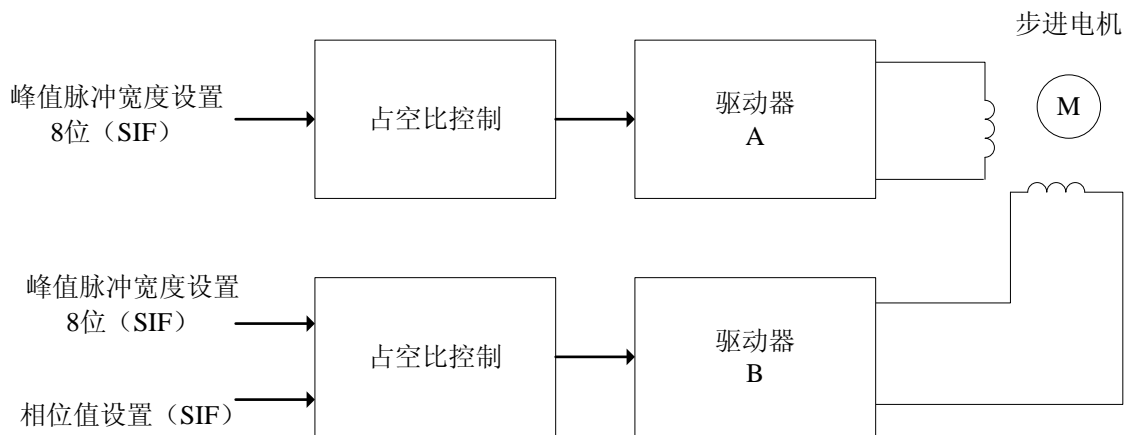 步进电机
峰值脉冲宽度设置
8位（SIF）
占空比控制
驱动器
A
M
峰值脉冲宽度设置
8位（SIF）
占空比控制
驱动器
B
相位值设置（SIF）